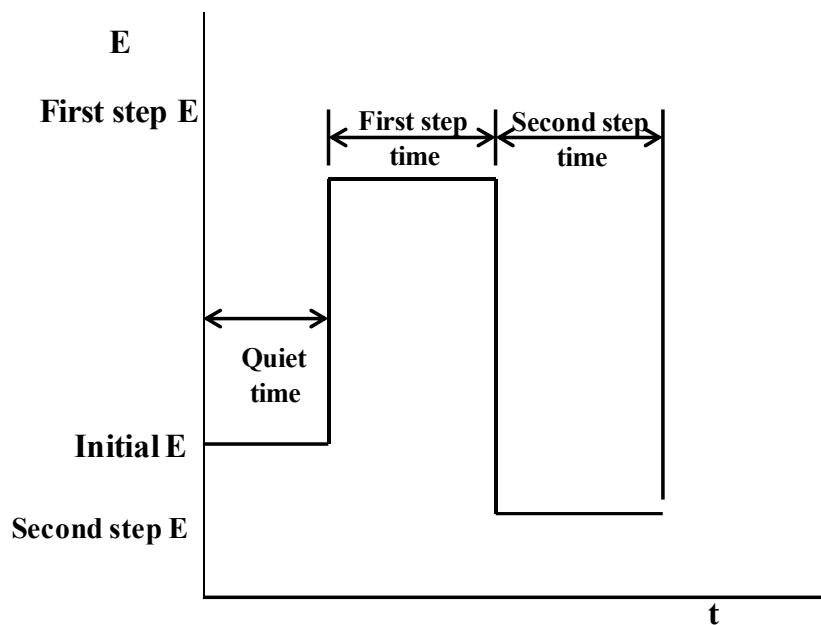 E
First step E
First step
time
Second step
time
Quiet
time
Initial E
Second step E
t